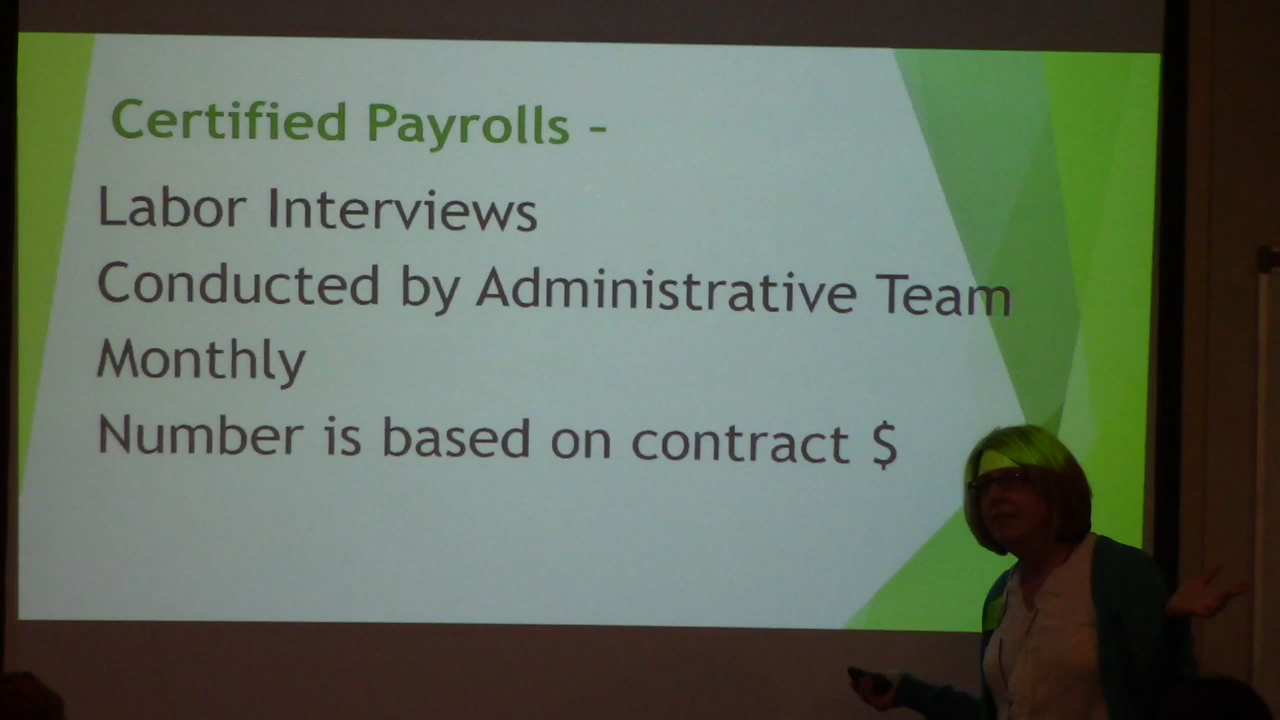 Certified Payrolls –
Labor Interviews
Conducted by Administrative Team
Monthly
Number is based on contract $